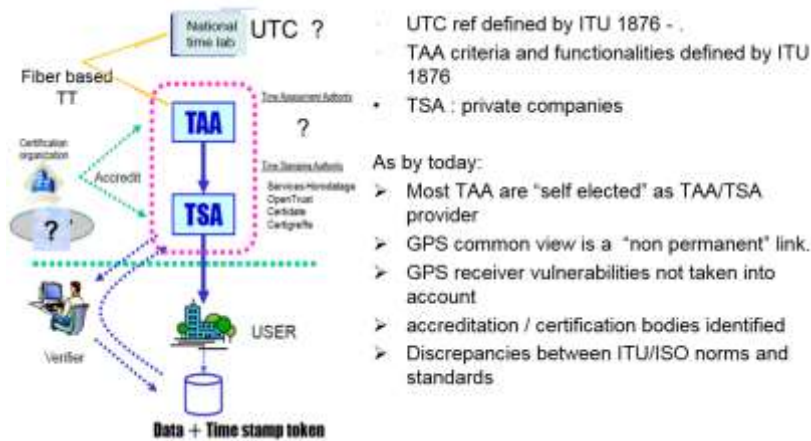 National
time lab
UTC ?
Fiber based
TT
Time Assessment Authority
TAA
?
Certification
organization
Accredit
Time Stamping Authority
Services-Horodatage
OpenTrust
Certidate
Certigreffe
TSA
?
USER
Verifier
Data + Time stamp token
UTC ref defined by ITU 1876 - .
TAA criteria and functionalities defined by ITU
1876
• TSA : private companies
As by today:
➢ Most TAA are “self elected” as TAA/TSA
provider
➢ GPS common view is a “non permanent” link.
➢ GPS receiver vulnerabilities not taken into
account
➢ accreditation / certification bodies identified
➢ Discrepancies between ITU/ISO norms and
standards